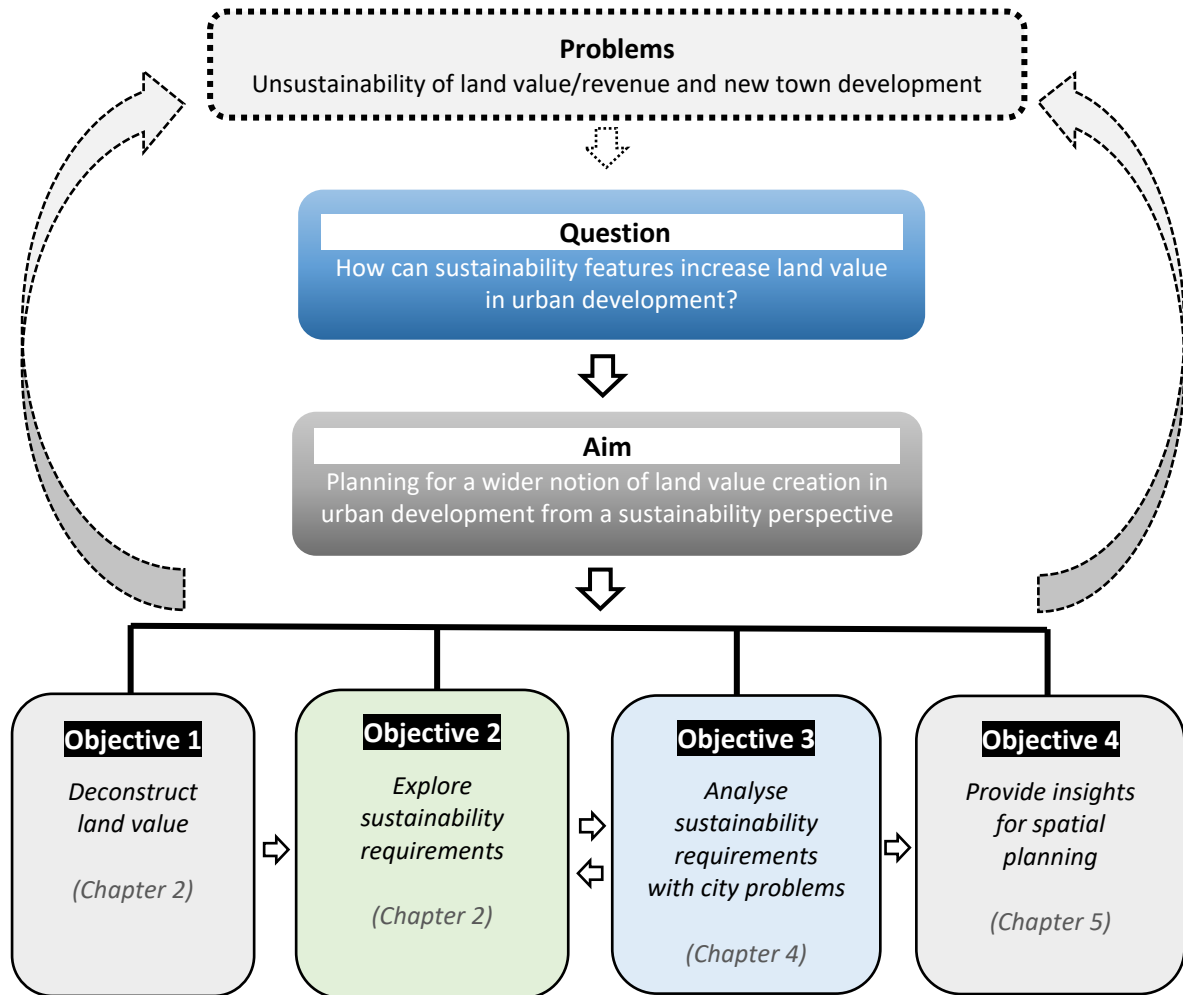 Problems
Unsustainability of land value/revenue and new town development
Question
How can sustainability features increase land value
in urban development?
Aim
Planning for a wider notion of land value creation in
urban development from a sustainability perspective
Objective 1
Deconstruct
land value
(Chapter 2)
Objective 2
Explore
sustainability
requirements
(Chapter 2)
Objective 3
Analyse
sustainability
requirements
with city problems
(Chapter 4)
Objective 4
Provide insights
for spatial
planning
(Chapter 5)